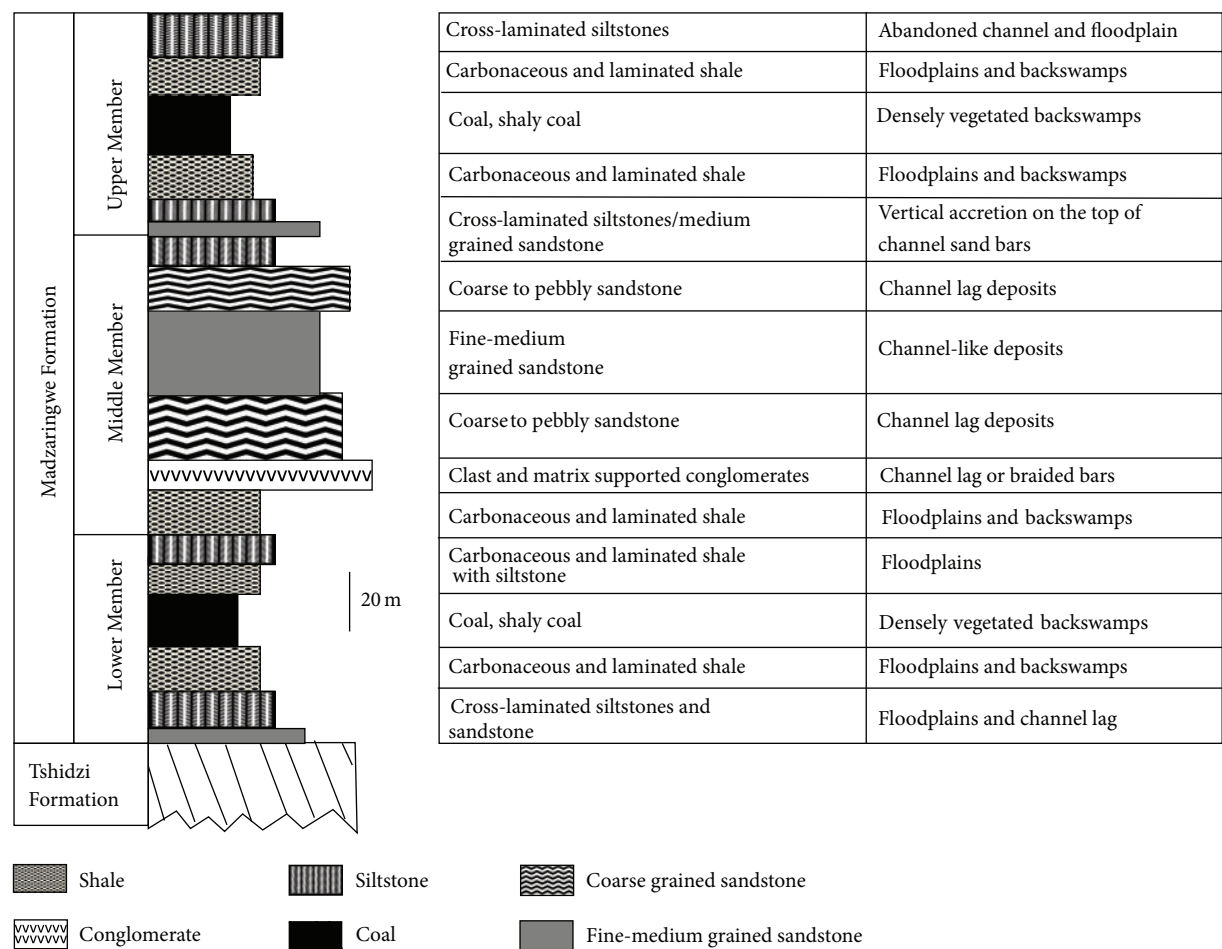 Madzaringwe Formation
Upper Member
Middle Member
Lower Member
Tshidzi
Formation
20 m
Cross-laminated siltstones
Abandoned channel and floodplain
Carbonaceous and laminated shale
Floodplains and backswamps
Coal, shaly coal
Densely vegetated backswamps
Carbonaceous and laminated shale
Floodplains and backswamps
Cross-laminated siltstones/medium
grained sandstone
Vertical accretion on the top of
channel sand bars
Coarse to pebbly sandstone
Channel lag deposits
Fine-medium
grained sandstone
Channel-like deposits
Coarse to pebbly sandstone
Channel lag deposits
Clast and matrix supported conglomerates
Channel lag or braided bars
Carbonaceous and laminated shale
Floodplains and backswamps
Carbonaceous and laminated shale
with siltstone
Floodplains
Coal, shaly coal
Densely vegetated backswamps
Carbonaceous and laminated shale
Floodplains and backswamps
Cross-laminated siltstones and
sandstone
Floodplains and channel lag
Shale
Siltstone
Coarse grained sandstone
Conglomerate
Coal
Fine-medium grained sandstone